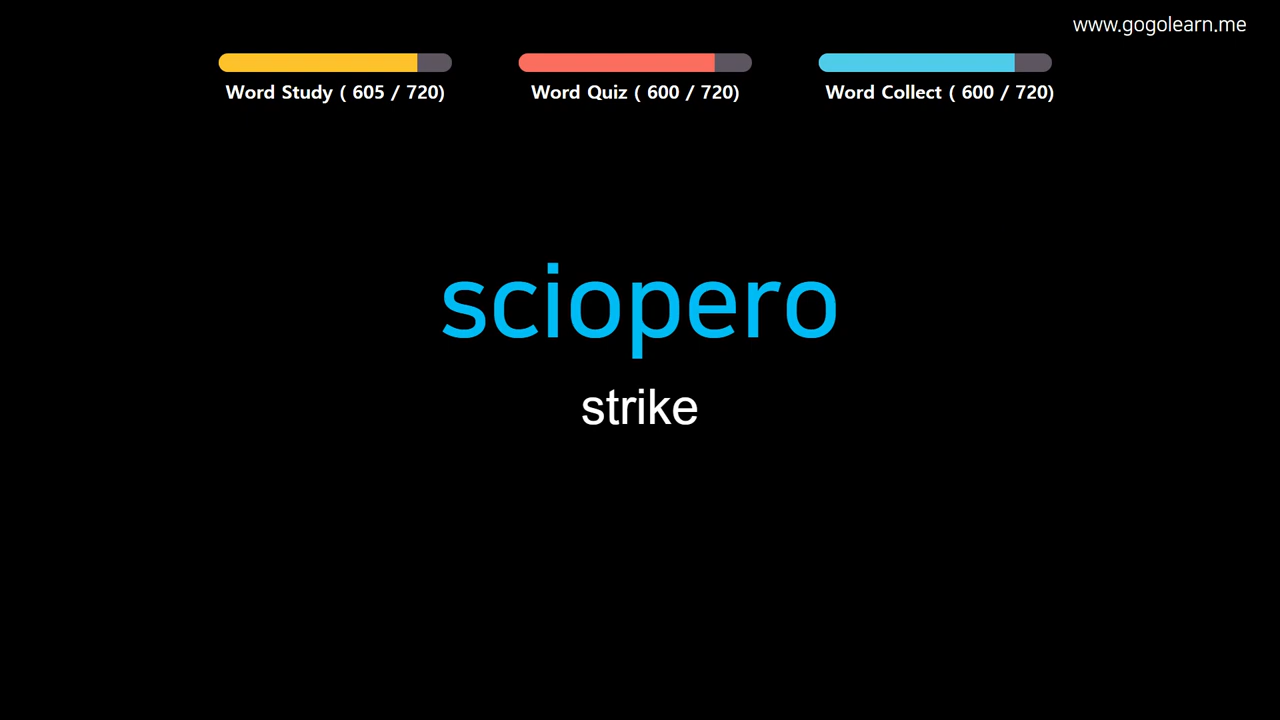 www.gogolearn.me
Word Study ( 605 / 720)
Word Quiz ( 600 / 720)
Word Collect ( 600 / 720)
sciopero
strike